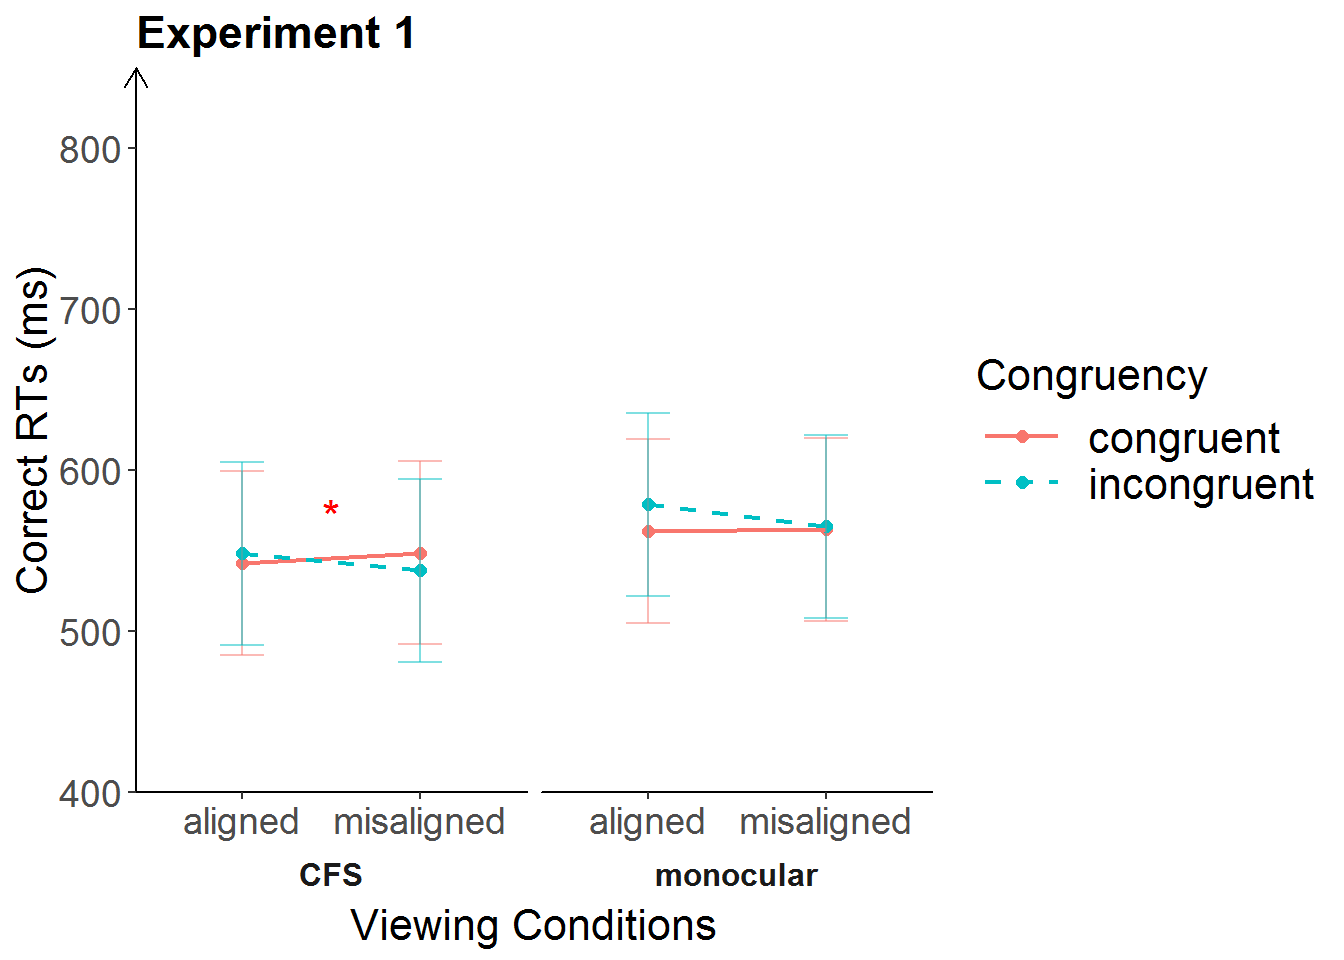 Experiment 1
800
700
600
500
400
Correct RTs (ms)
*
aligned misaligned aligned misaligned
CFS monocular
Viewing Conditions
Congruency
congruent
incongruent